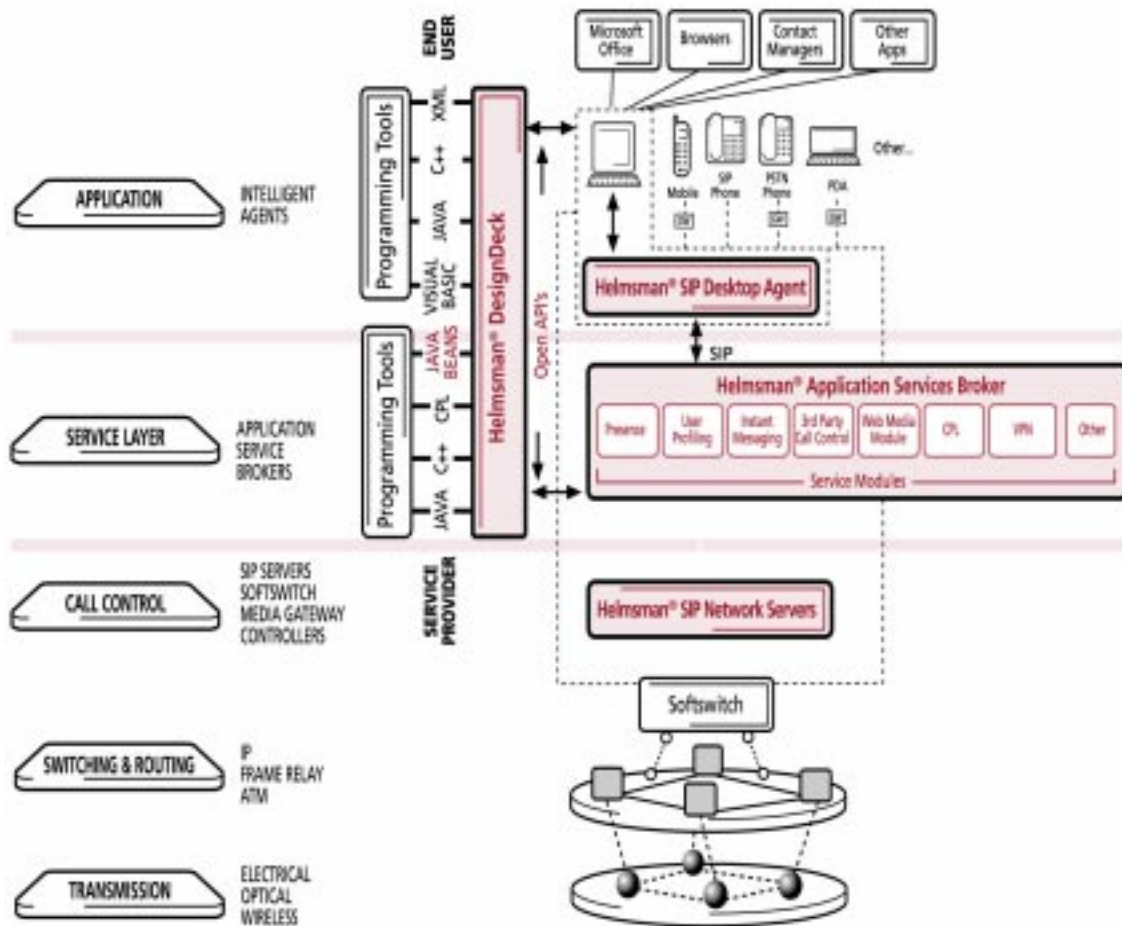 END
USER
Microsoft
Office
Browsers
Contact
Managers
Other
Apps
Programming Tools
XML
C++
JAVA
VISUAL
BASIC
Helmsman® DesignDeck
Open API's
Mobile
SIP
Phone
PSTN
Phone
PDA
Other...
APPLICATION
INTELLIGENT
AGENTS
Helmsman® SIP Desktop Agent
SIP
Programming Tools
JAVA
BEANS
CPL
C++
JAVA
Helmsman® Application Services Broker
Presense
User
Profiling
Instant
Messaging
3rd Party
Call Control
Web Media
Module
CPL
VPN
Other
Service Modules
SERVICE LAYER
APPLICATION
SERVICE
BROKERS
SERVICE
PROVIDER
CALL CONTROL
SIP SERVERS
SOFTSWITCH
MEDIA GATEWAY
CONTROLLERS
Helmsman® SIP Network Servers
Softswitch
SWITCHING & ROUTING
IP
FRAME RELAY
ATM
TRANSMISSION
ELECTRICAL
OPTICAL
WIRELESS